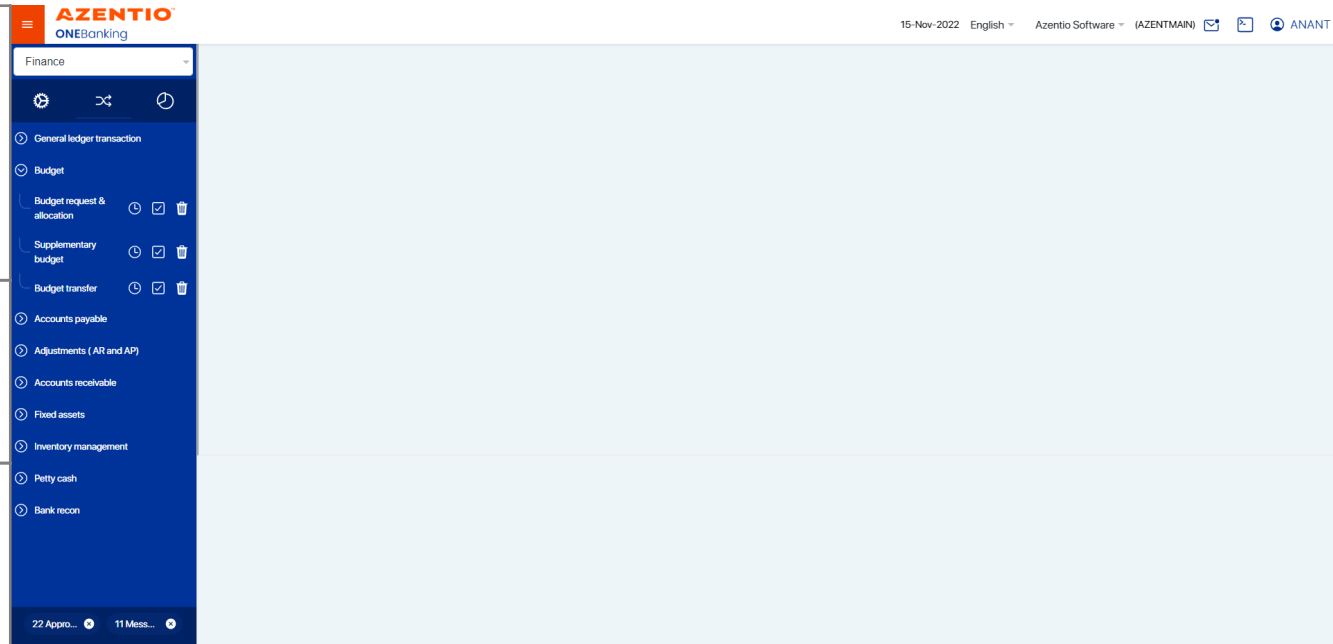 AZENTIO™
ONEBanking
15-Nov-2022 English Azentio Software (AZENTMAIN) ANANT
Finance
General ledger transaction
Budget
Budget request &
allocation
Supplementary
budget
Budget transfer
Accounts payable
Adjustments ( AR and AP)
Accounts receivable
Fixed assets
Inventory management
Petty cash
Bank recon
22 Appro... 11 Mess...